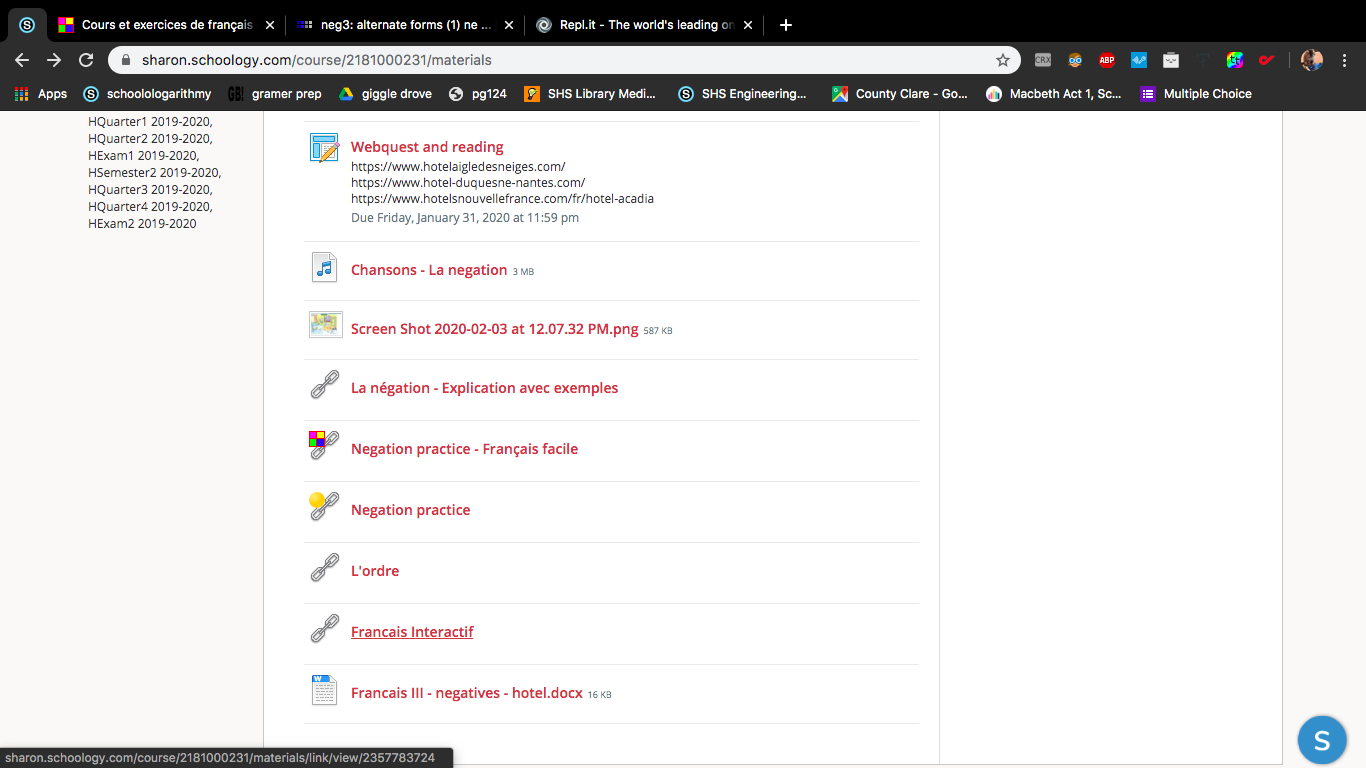 Cours et exercices de français
neg3: alternate forms (1) ne ...
Repl.it - The world's leading on
sharon.schoology.com/course/2181000231/materials
CRX
ABP
Apps
schoolologarithmy
GB!
gramer prep
giggle drove
pg124
SHS Library Medi...
SHS Engineering...
County Clare - Go...
Macbeth Act 1, Sc...
Multiple Choice
HQuarter1 2019-2020,
HQuarter2 2019-2020,
HExam1 2019-2020,
HSemester2 2019-2020,
HQuarter3 2019-2020,
HQuarter4 2019-2020,
HExam2 2019-2020
Webquest and reading
https://www.hotelaigledesneiges.com/
https://www.hotel-duquesne-nantes.com/
https://www.hotelsnouvellefrance.com/fr/hotel-acadia
Due Friday, January 31, 2020 at 11:59 pm
Chansons - La negation 3 MB
Screen Shot 2020-02-03 at 12.07.32 PM.png 587 KB
La négation - Explication avec exemples
Negation practice - Français facile
Negation practice
L'ordre
Francais Interactif
Francais III - negatives - hotel.docx 16 KB
S
sharon.schoology.com/course/2181000231/materials/link/view/2357783724